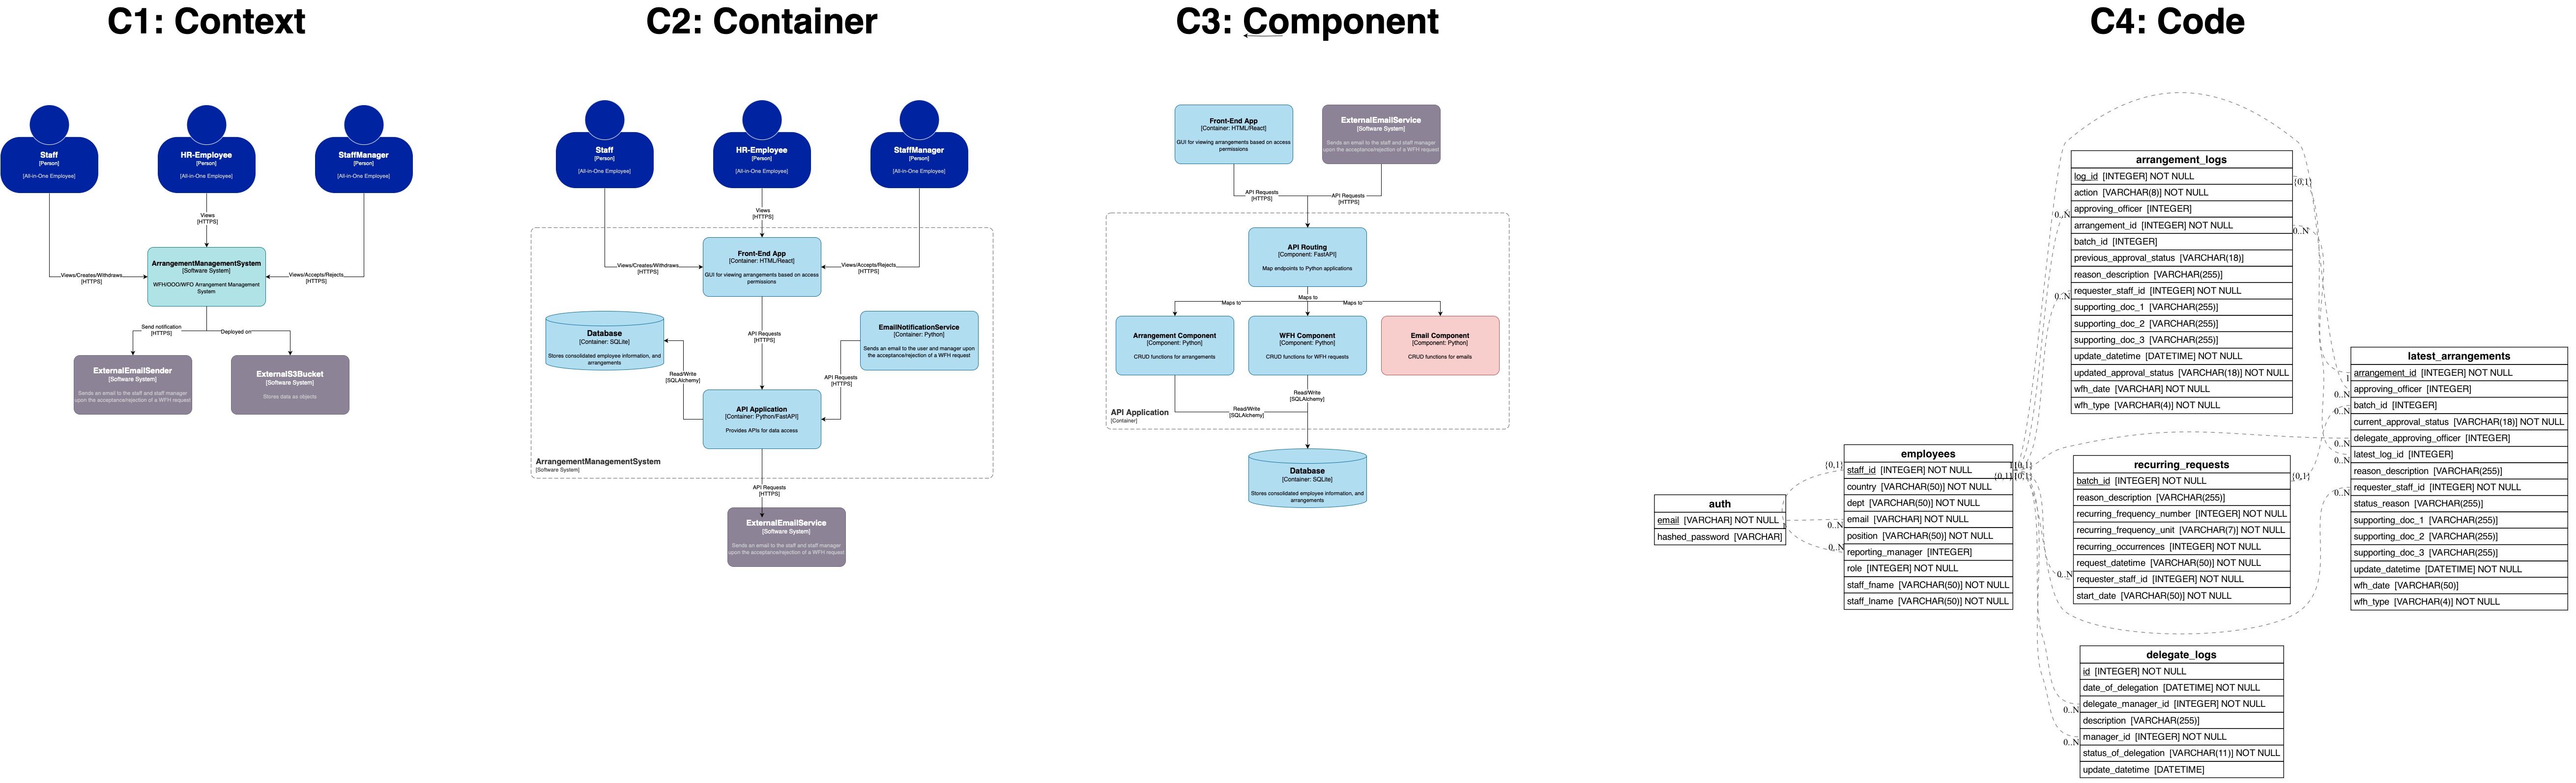 C1: Context
Staff
[Person]
[All-in-One Employee]
HR-Employee
[Person]
[All-in-One Employee]
StaffManager
[Person]
[All-in-One Employee]
Views
[HTTPS]
Views/Creates/Withdraws
[HTTPS]
Views/Accepts/Rejects
[HTTPS]
ArrangementManagementSystem
[Software System]
WFH/OOO/WFO Arrangement Management
System
Send notification
[HTTPS]
Deployed on
ExternalEmailSender
[Software System]
Sends an email to the staff and staff manager
upon the acceptance/rejection of a WFH request
ExternalS3Bucket
[Software System]
Stores data as objects
C2: Container
Staff
[Person]
[All-in-One Employee]
HR-Employee
[Person]
[All-in-One Employee]
StaffManager
[Person]
[All-in-One Employee]
Views
[HTTPS]
Views/Creates/Withdraws
[HTTPS]
Views/Accepts/Rejects
[HTTPS]
Front-End App
[Container: HTML/React]
GUI for viewing arrangements based on access
permissions
Database
[Container: SQLite]
Stores consolidated employee information, and
arrangements
API Requests
[HTTPS]
EmailNotificationService
[Container: Python]
Sends an email to the user and manager upon
the acceptance/rejection of a WFH request
Read/Write
[SQLAlchemy]
API Requests
[HTTPS]
API Application
[Container: Python/FastAPI]
Provides APIs for data access
ArrangementManagementSystem
[Software System]
API Requests
[HTTPS]
ExternalEmailService
[Software System]
Sends an email to the staff and staff manager
upon the acceptance/rejection of a WFH request
C3: Component
Front-End App
[Container: HTML/React]
GUI for viewing arrangements based on access
permissions
ExternalEmailService
[Software System]
Sends an email to the staff and staff manager
upon the acceptance/rejection of a WFH request
API Requests
[HTTPS]
API Requests
[HTTPS]
API Routing
[Component: FastAPI]
Map endpoints to Python applications
Maps to
Maps to
Maps to
Arrangement Component
[Component: Python]
CRUD functions for arrangements
WFH Component
[Component: Python]
CRUD functions for WFH requests
Email Component
[Component: Python]
CRUD functions for emails
Read/Write
[SQLAlchemy]
Read/Write
[SQLAlchemy]
API Application
[Container]
Database
[Container: SQLite]
Stores consolidated employee information, and
arrangements
C4: Code
auth
email [VARCHAR] NOT NULL
hashed_password [VARCHAR]
{0,1}
1
0..N
0..N
employees
staff_id [INTEGER] NOT NULL
country [VARCHAR(50)] NOT NULL
dept [VARCHAR(50)] NOT NULL
email [VARCHAR(50)] NOT NULL
position [VARCHAR(50)] NOT NULL
reporting_manager [INTEGER]
role [INTEGER] NOT NULL
staff_fname [VARCHAR(50)] NOT NULL
staff_lname [VARCHAR(50)] NOT NULL
1
{0,1}
{0,1}
{0,1}
arrangement_logs
log_id [INTEGER] NOT NULL
action [VARCHAR(8)] NOT NULL
approving_officer [INTEGER]
arrangement_id [INTEGER] NOT NULL
batch_id [INTEGER]
previous_approval_status [VARCHAR(18)]
reason_description [VARCHAR(255)]
requester_staff_id [INTEGER] NOT NULL
supporting_doc_1 [VARCHAR(255)]
supporting_doc_2 [VARCHAR(255)]
supporting_doc_3 [VARCHAR(255)]
update_datetime [DATETIME] NOT NULL
updated_approval_status [VARCHAR(18)] NOT NULL
wfh_date [VARCHAR] NOT NULL
wfh_type [VARCHAR(4)] NOT NULL
{0,1}
0..N
0..N
0..N
recurring_requests
batch_id [INTEGER] NOT NULL
reason_description [VARCHAR(255)]
recurring_frequency_number [INTEGER] NOT NULL
recurring_frequency_unit [VARCHAR(7)] NOT NULL
recurring_occurrences [INTEGER] NOT NULL
request_datetime [VARCHAR(50)] NOT NULL
requester_staff_id [INTEGER] NOT NULL
start_date [VARCHAR(50)] NOT NULL
{0,1}
0..N
delegate_logs
id [INTEGER] NOT NULL
date_of_delegation [DATETIME] NOT NULL
delegate_manager_id [INTEGER] NOT NULL
description [VARCHAR(255)]
manager_id [INTEGER] NOT NULL
status_of_delegation [VARCHAR(11)] NOT NULL
update_datetime [DATETIME]
0..N
0..N
latest_arrangements
arrangement_id [INTEGER] NOT NULL
approving_officer [INTEGER]
batch_id [INTEGER]
current_approval_status [VARCHAR(18)] NOT NULL
delegate_approving_officer [INTEGER]
latest_log_id [INTEGER]
reason_description [VARCHAR(255)]
requester_staff_id [INTEGER] NOT NULL
status_reason [VARCHAR(255)]
supporting_doc_1 [VARCHAR(255)]
supporting_doc_2 [VARCHAR(255)]
supporting_doc_3 [VARCHAR(255)]
update_datetime [DATETIME] NOT NULL
wfh_date [VARCHAR(50)]
wfh_type [VARCHAR(4)] NOT NULL
1
0..N
0..N
0..N
0..N
0..N